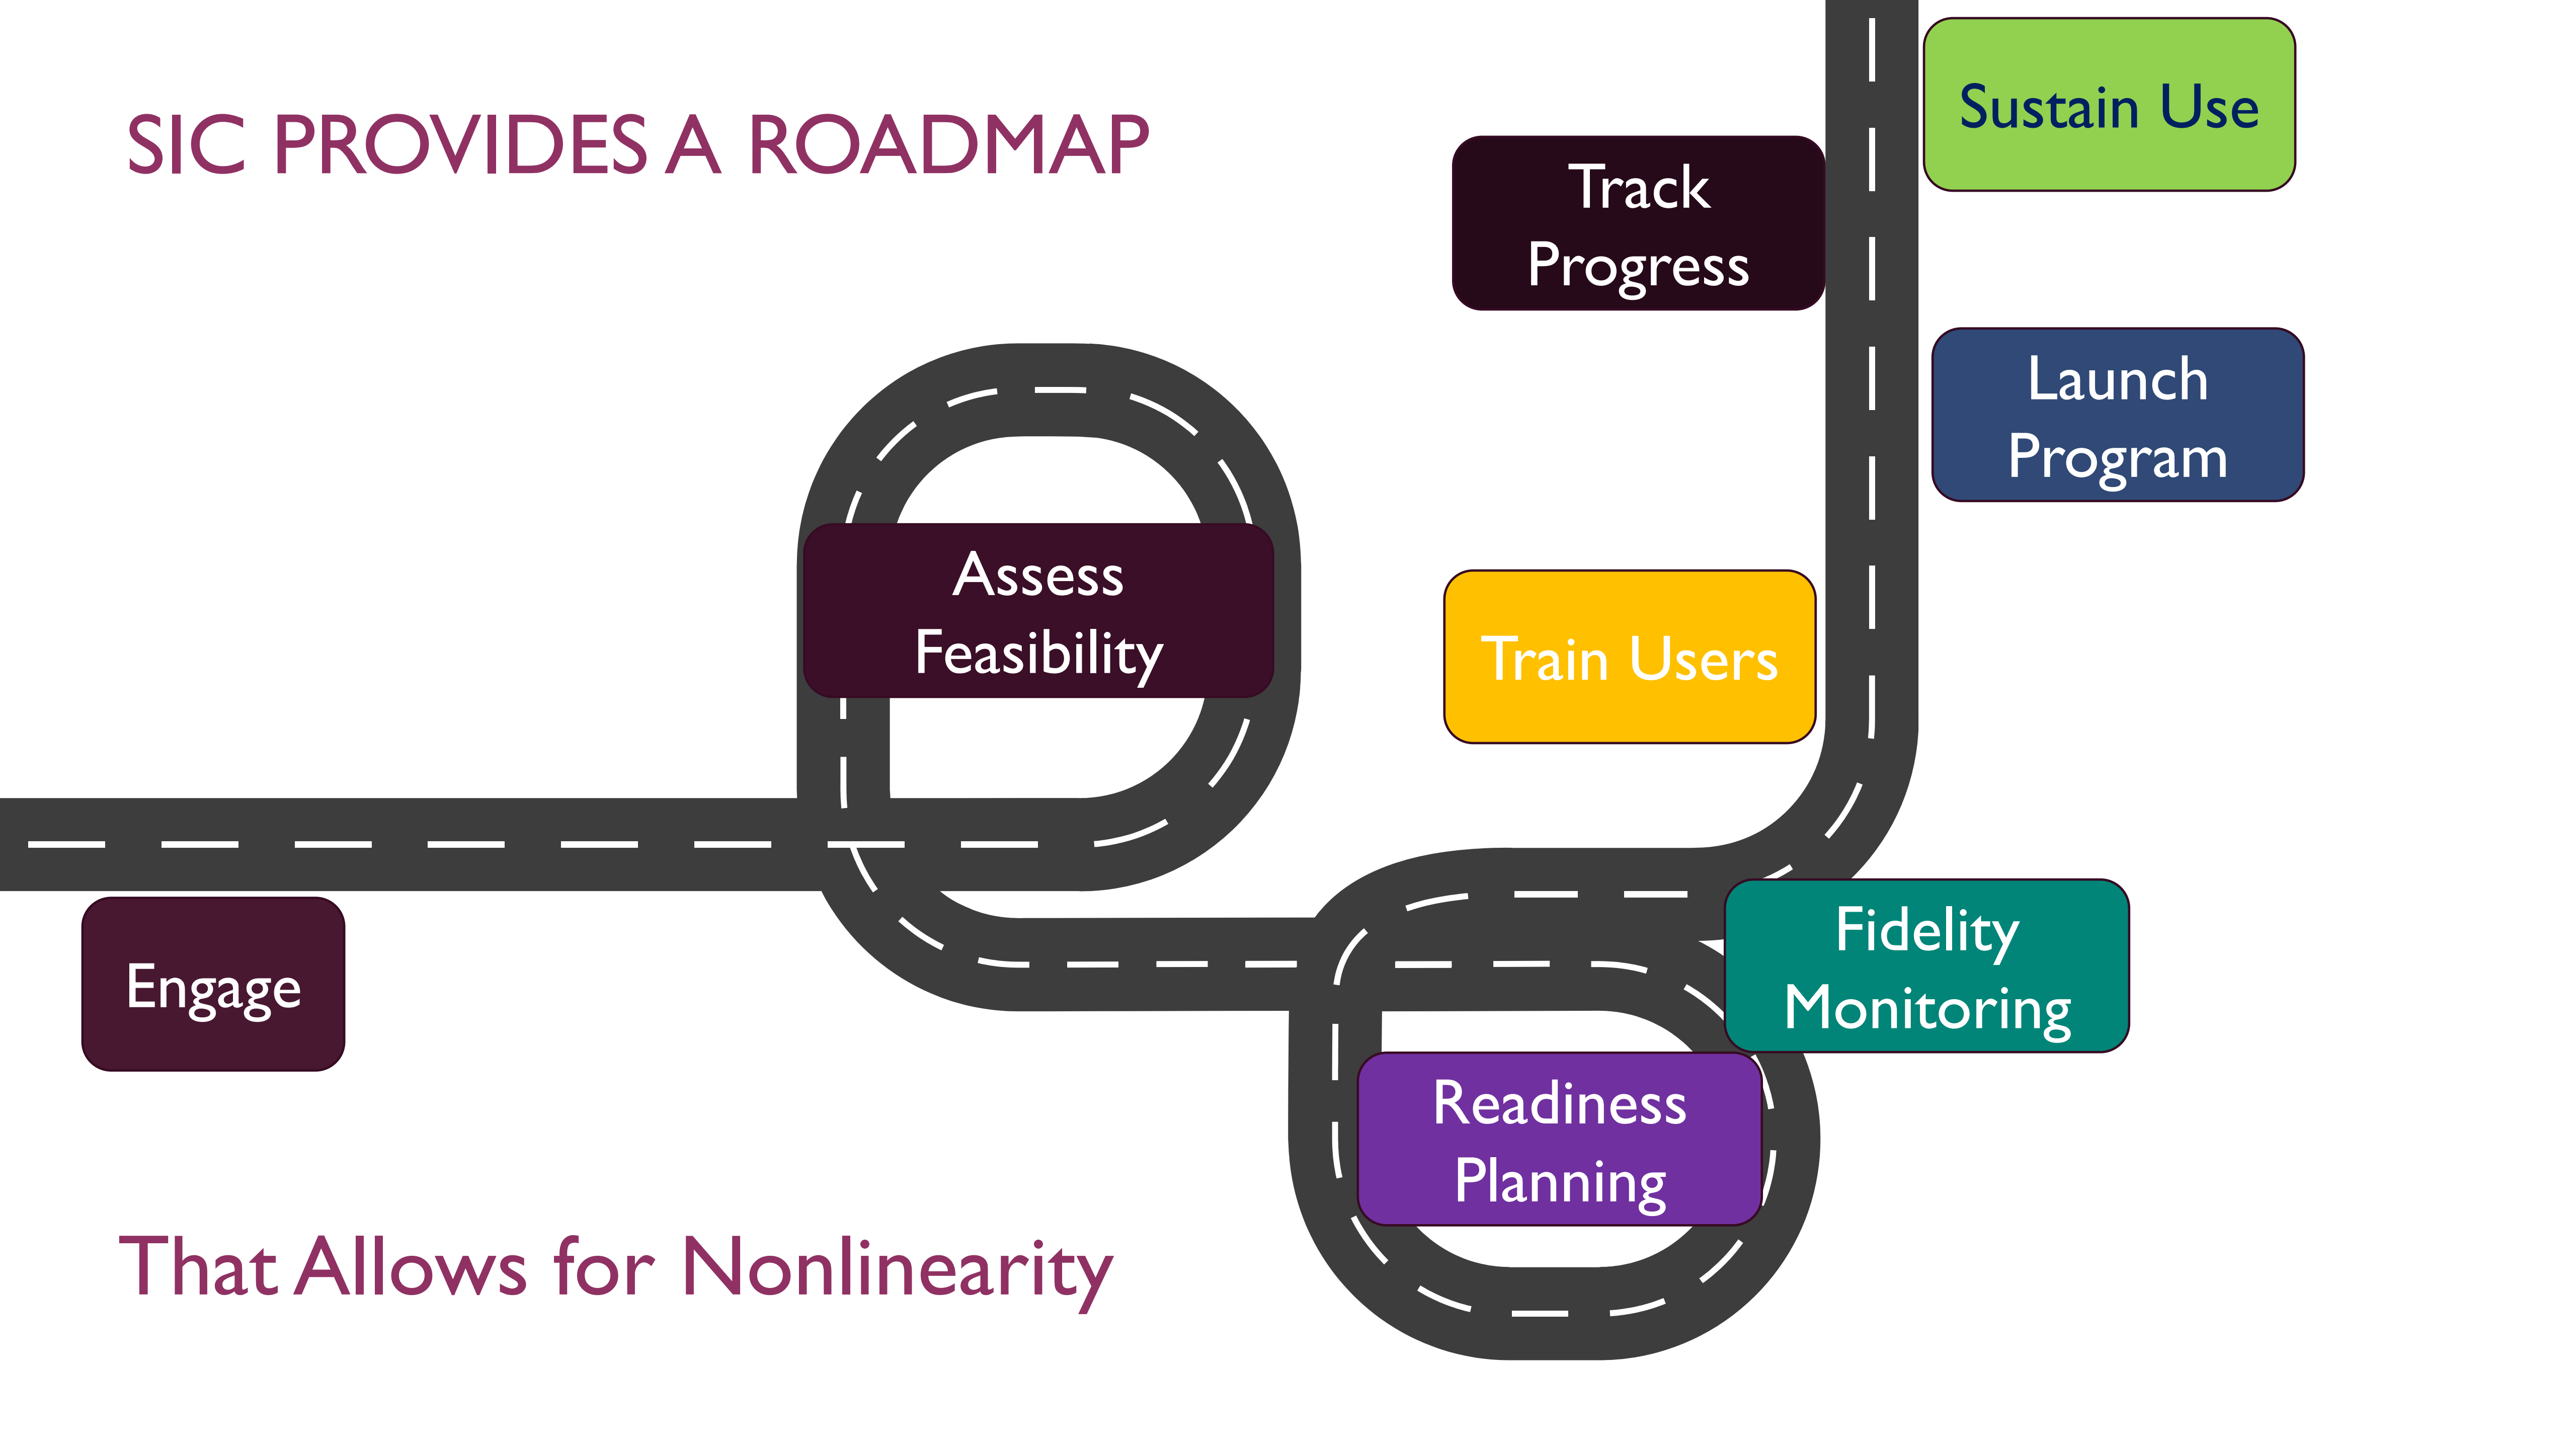 SIC PROVIDES A ROADMAP
Sustain Use
Track
Progress
Launch
Program
Assess
Feasibility
Train Users
Fidelity
Monitoring
Engage
Readiness
Planning
That Allows for Nonlinearity